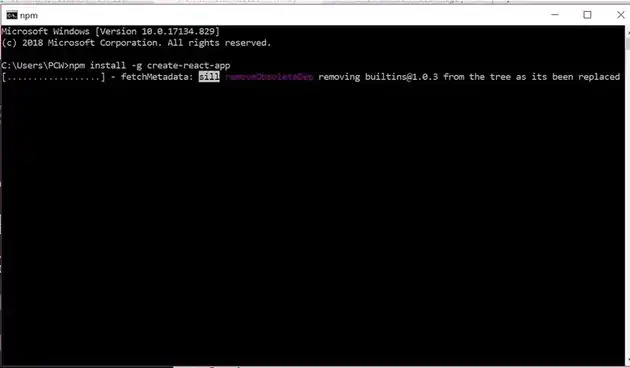 npm
Microsoft Windows [Version 10.0.17134.829]
(c) 2018 Microsoft Corporation. All rights reserved.
C:\Users\PCW>npm install -g create-react-app
[..................] - fetchMetadata: sill removeObsoleteDep removing builtins@1.0.3 from the tree as its been replaced